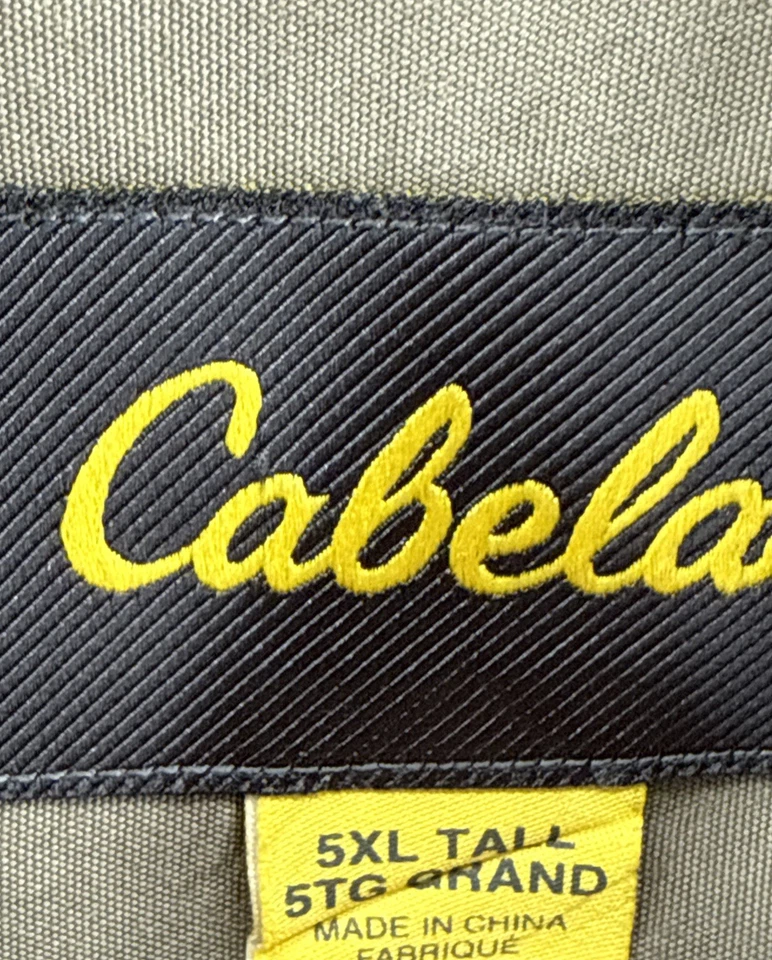 Cabela
5XL TALL
5TG GRAND
MADE IN CHINA
FABRIQUÉ